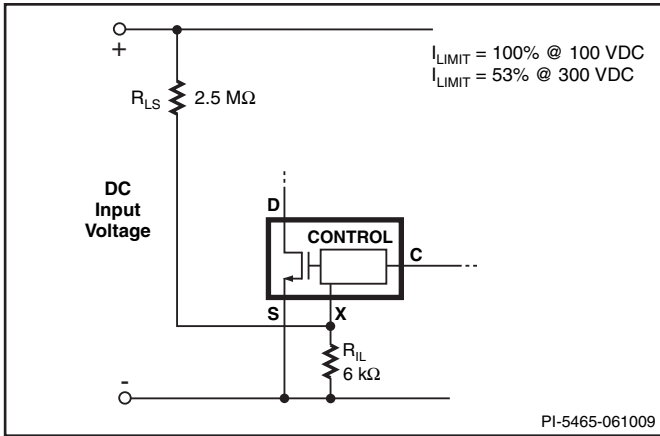 +
I_LIMIT = 100% @ 100 VDC
I_LIMIT = 53% @ 300 VDC
R_LS 2.5 MΩ
DC
Input
Voltage
D
CONTROL
C
S
X
R_IL
6 kΩ
-
PI-5465-061009